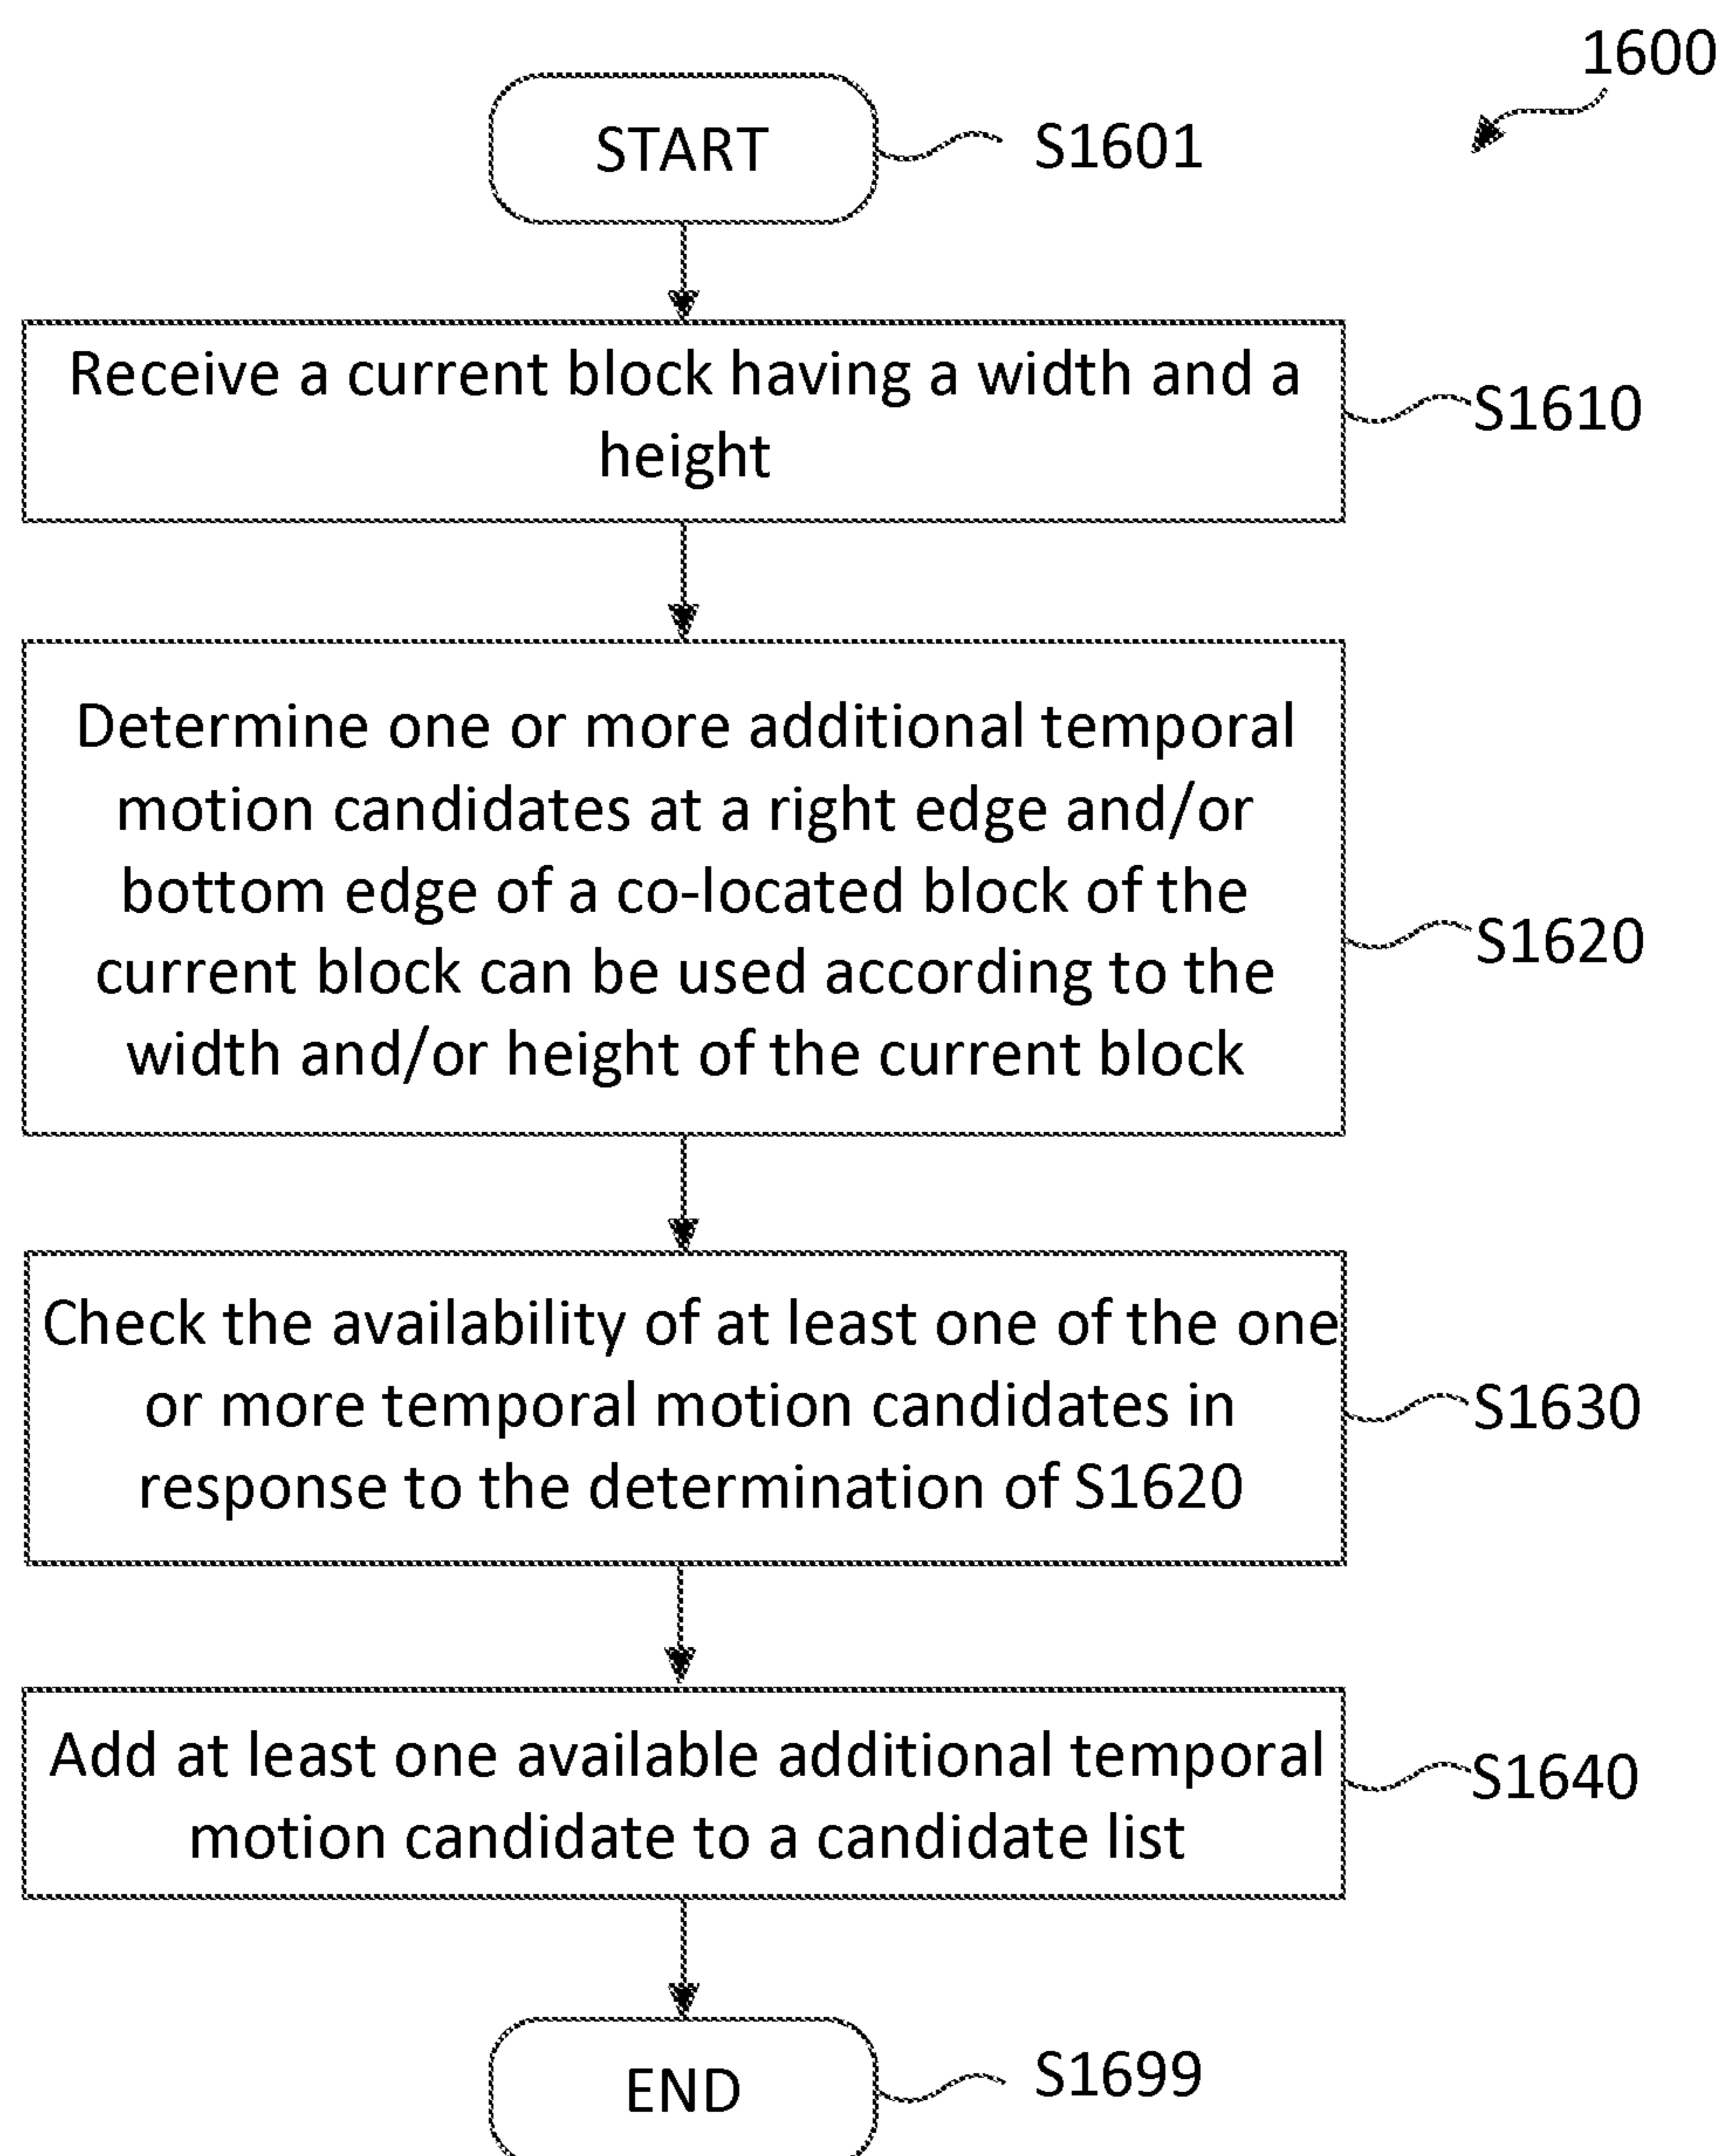 1600
START
S1601
Receive a current block having a width and a
height
S1610
Determine one or more additional temporal
motion candidates at a right edge and/or
bottom edge of a co-located block of the
current block can be used according to the
width and/or height of the current block
S1620
Check the availability of at least one of the one
or more temporal motion candidates in
response to the determination of S1620
S1630
Add at least one available additional temporal
motion candidate to a candidate list
S1640
END
S1699